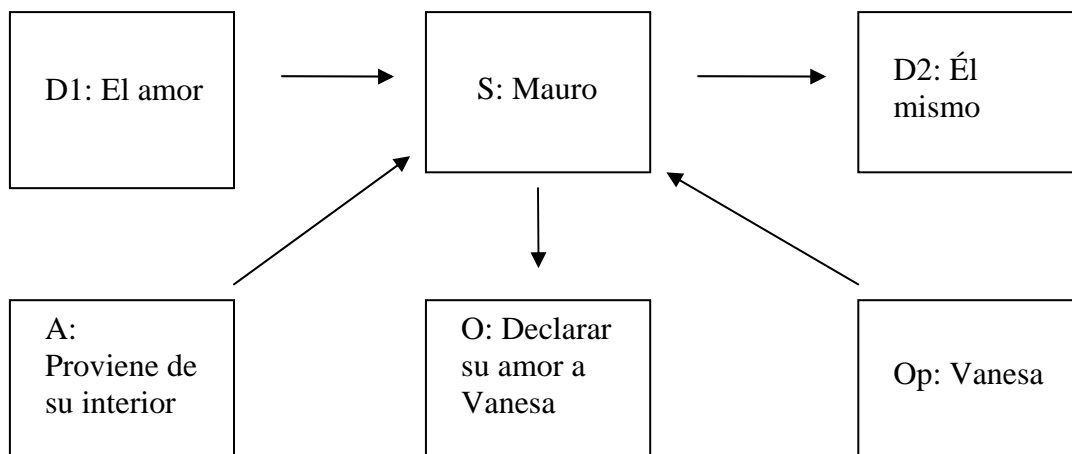 D1: El amor
S: Mauro
D2: Él
mismo
A:
Proviene de
su interior
O: Declarar
su amor a
Vanesa
Op: Vanesa